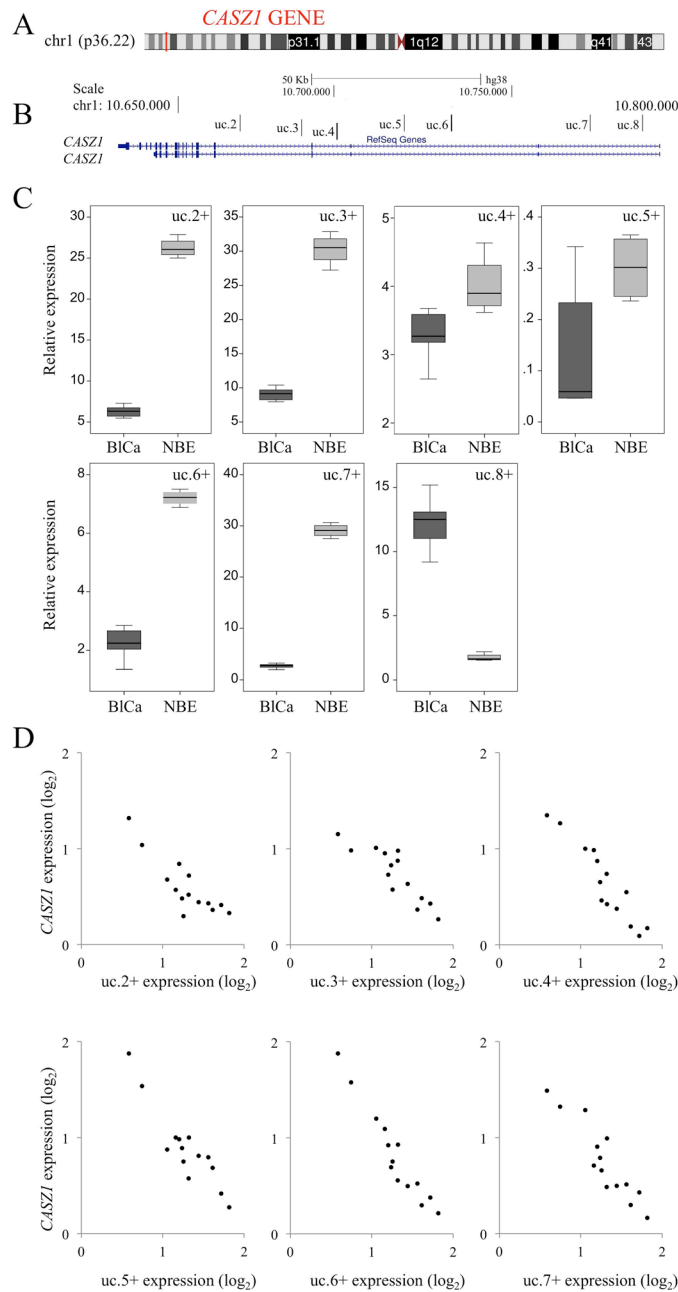 A
CASZ1 GENE
chr1 (p36.22)
p31.1
1q12
q41
43
B
Scale
50 Kb
hg38
chr1: 10.650.000
10.700.000
10.750.000
10.800.000
uc.2
uc.3
uc.4
uc.5
uc.6
uc.7
uc.8
RefSeq Genes
CASZ1
CASZ1
C
Relative expression
uc.2+
30
25
20
15
10
5
BlCa
NBE
uc.3+
35
30
25
20
15
10
5
BlCa
NBE
uc.4+
5
4
3
2
BlCa
NBE
uc.5+
.4
.3
.2
.1
.0
BlCa
NBE
Relative expression
uc.6+
8
6
4
2
BlCa
NBE
uc.7+
40
30
20
10
0
BlCa
NBE
uc.8+
15
10
5
0
BlCa
NBE
D
CASZ1 expression (log2)
2
1
0
0
1
2
uc.2+ expression (log2)
2
1
0
0
1
2
uc.3+ expression (log2)
2
1
0
0
1
2
uc.4+ expression (log2)
CASZ1 expression (log2)
2
1
0
0
1
2
uc.5+ expression (log2)
2
1
0
0
1
2
uc.6+ expression (log2)
2
1
0
0
1
2
uc.7+ expression (log2)